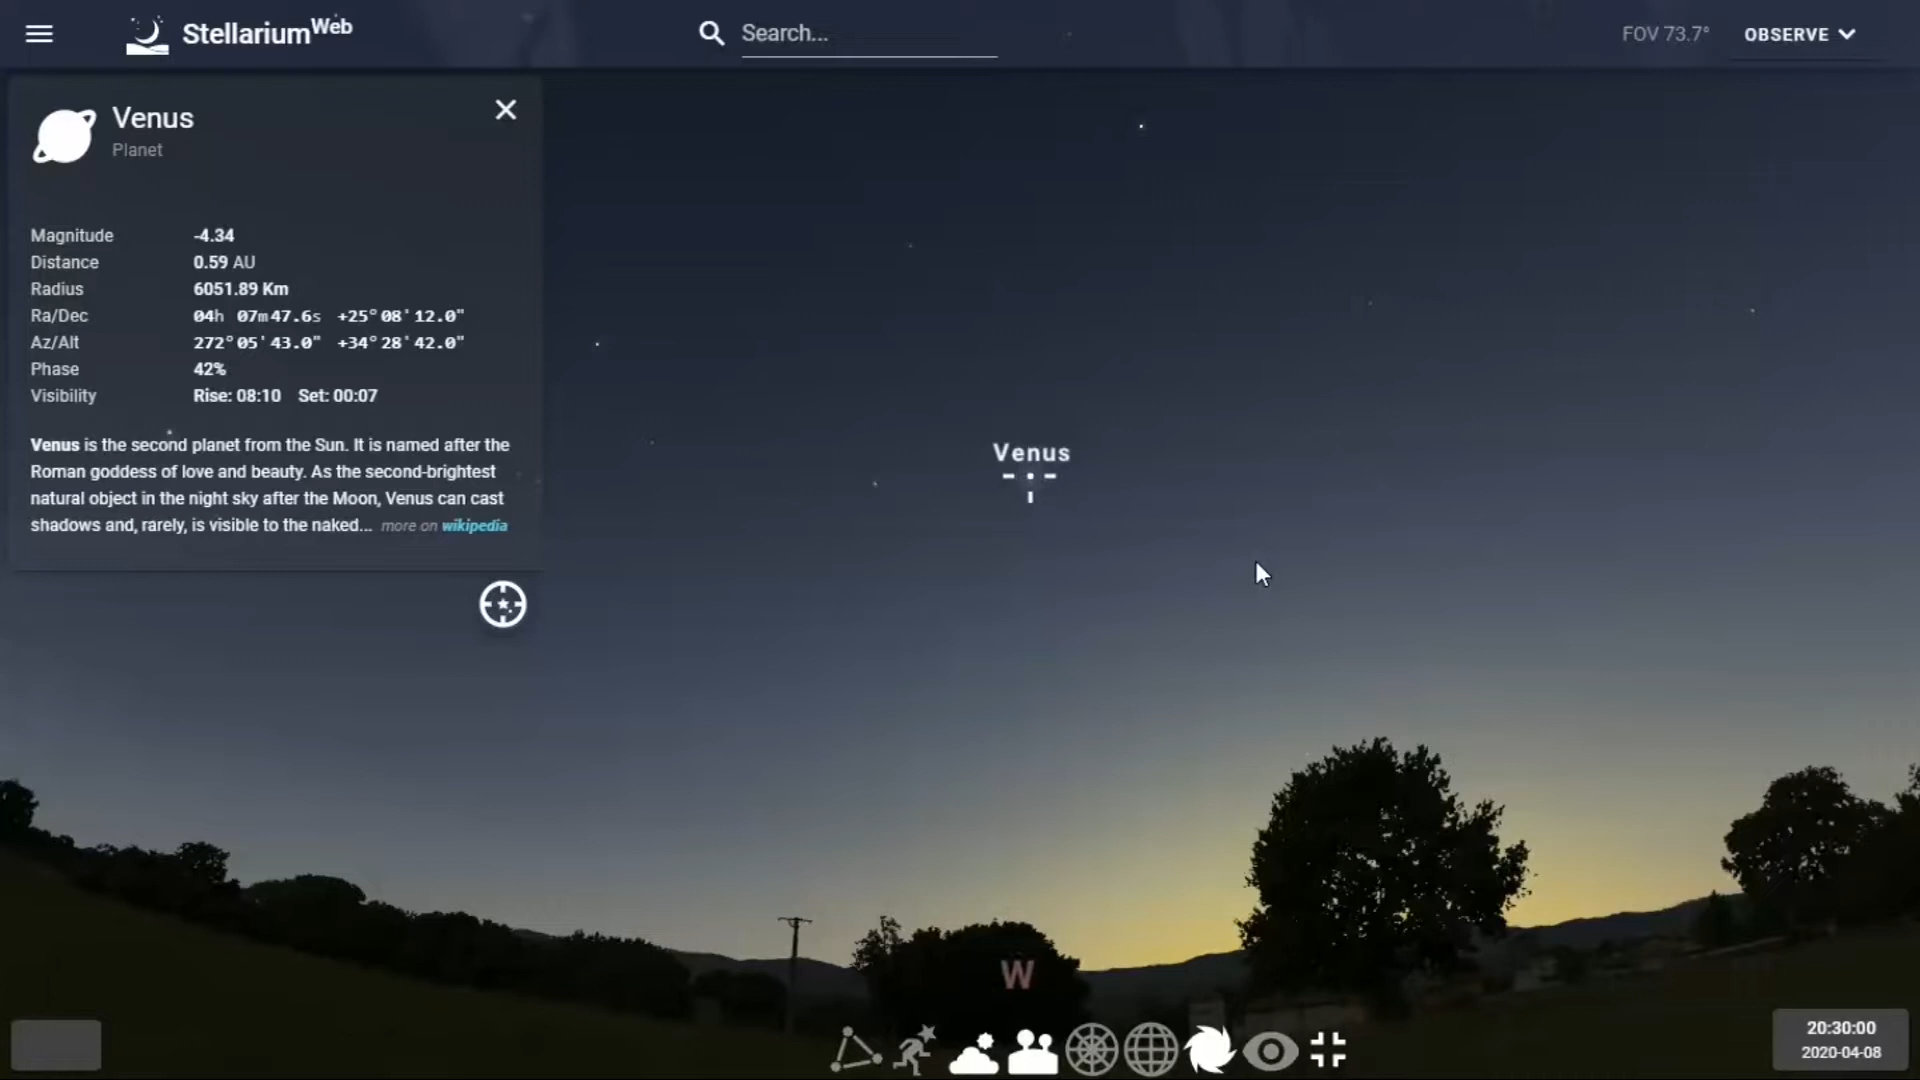 StellariumWeb
Search...
FOV 73.7°
OBSERVE
Venus
Planet
Magnitude -4.34
Distance 0.59 AU
Radius 6051.89 Km
Ra/Dec 04h 07m47.6s +25°08'12.0"
Az/Alt 272°05'43.0" +34°28'42.0"
Phase 42%
Visibility Rise: 08:10 Set: 00:07
Venus is the second planet from the Sun. It is named after the
Roman goddess of love and beauty. As the second-brightest
natural object in the night sky after the Moon, Venus can cast
shadows and, rarely, is visible to the naked... more on wikipedia
Venus
W
20:30:00
2020-04-08